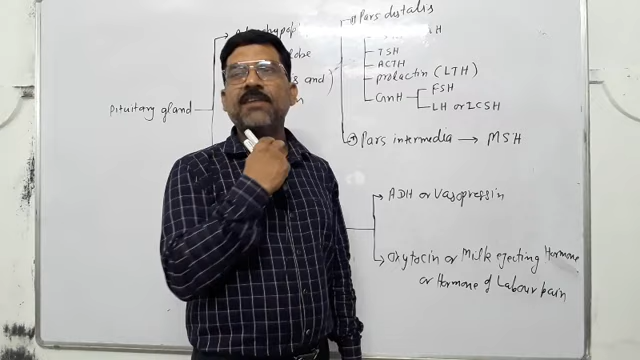 Pituitary gland
① Pars distalis
TSH
ACTH
prolactin (LTH)
GnH
FSH
LH or ICSH
② Pars intermedia → MSH
ADH or Vasopressin
Oxytocin or Milk ejecting Hormone
or Hormone of Labour pain